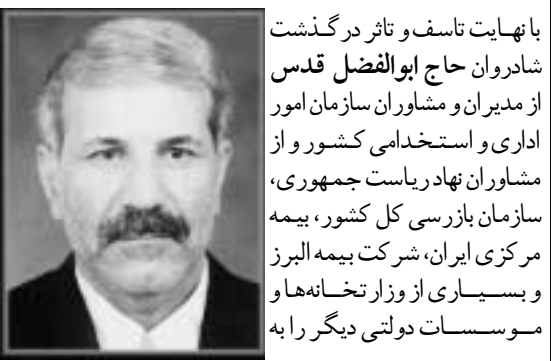 با نهایت تاسف و تاثر درگذشت
شادروان حاج ابوالفضل قدس
از مدیران و مشاوران سازمان امور
اداری و استخدامی کشور و از
مشاوران نهاد ریاست جمهوری،
سازمان بازرسی کل کشور، بیمه
مرکزی ایران، شرکت بیمه البرز
و بسیاری از وزارتخانه‌ها و
موسسات دولتی دیگر را به